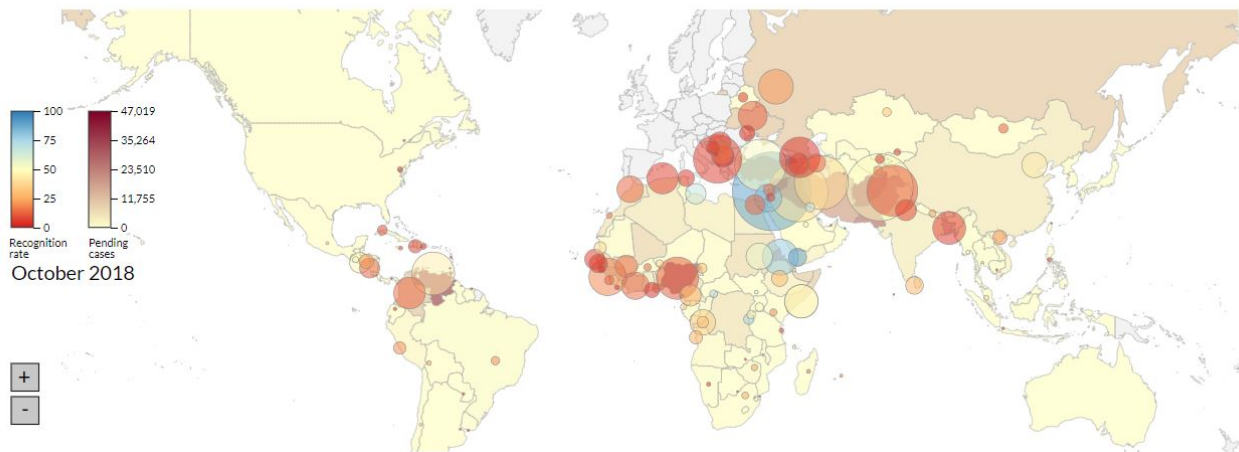 100
75
50
25
0
Recognition
rate
47,019
35,264
23,510
11,755
0
Pending
cases
October 2018
+
-